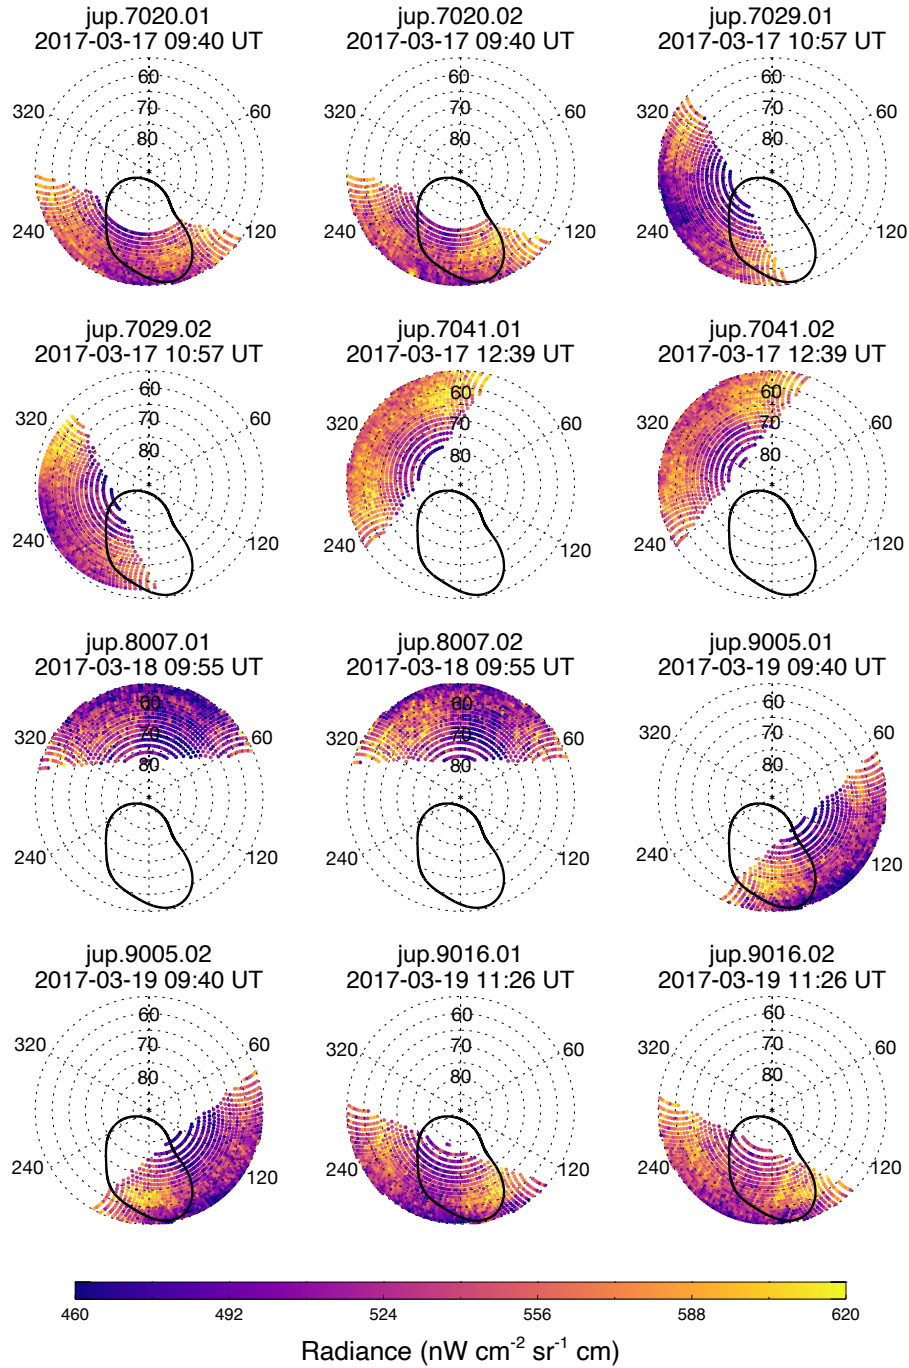 jup.7020.01 jup.7020.02 jup.7029.01
2017-03-17 09:40 UT 2017-03-17 09:40 UT 2017-03-17 10:57 UT
60 60 60
320 60 320 60 320 60
70 70 70
80 80 80
240 120 240 120 240 120
jup.7029.02 jup.7041.01 jup.7041.02
2017-03-17 10:57 UT 2017-03-17 12:39 UT 2017-03-17 12:39 UT
60 60 60
320 60 320 60 320 60
70 70 70
80 80 80
240 120 240 120 240 120
jup.8007.01 jup.8007.02 jup.9005.01
2017-03-18 09:55 UT 2017-03-18 09:55 UT 2017-03-19 09:40 UT
60 60 60
320 60 320 60 320 60
70 70 70
80 80 80
240 120 240 120 240 120
jup.9005.02 jup.9016.01 jup.9016.02
2017-03-19 09:40 UT 2017-03-19 11:26 UT 2017-03-19 11:26 UT
60 60 60
320 60 320 60 320 60
70 70 70
80 80 80
240 120 240 120 240 120
460 492 524 556 588 620
Radiance (nW cm⁻² sr⁻¹ cm)